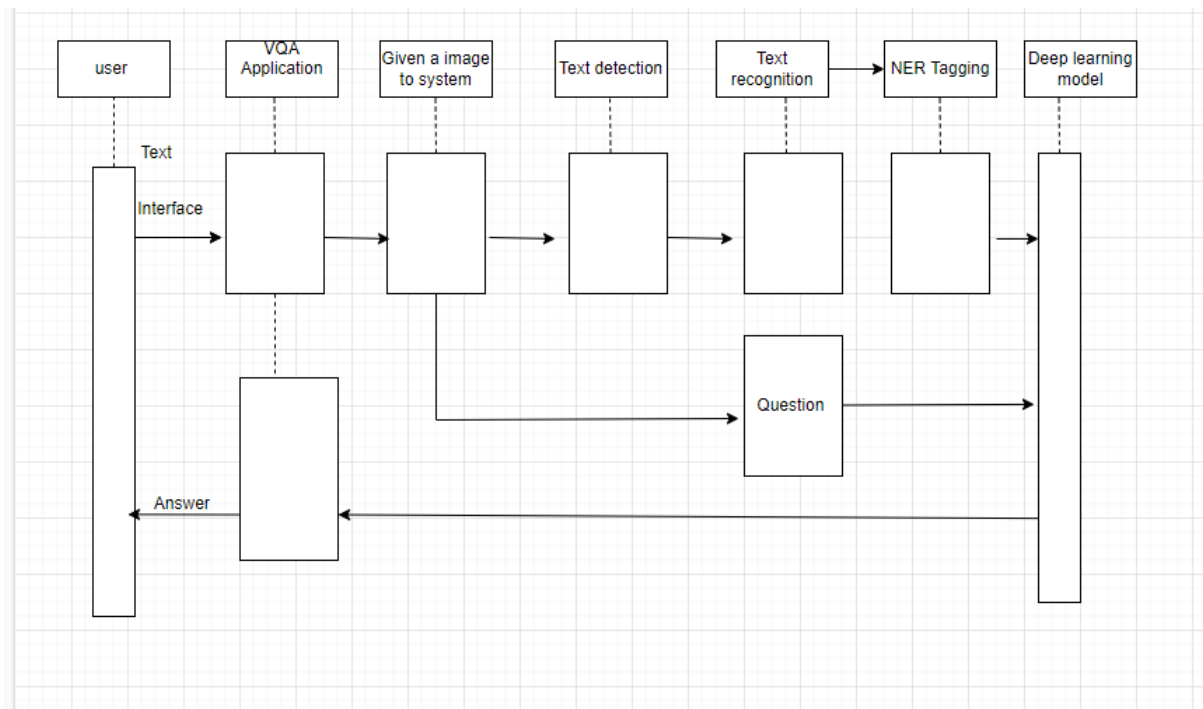 user
VQA
Application
Given a image
to system
Text detection
Text
recognition
NER Tagging
Deep learning
model
Text
Interface
Question
Answer